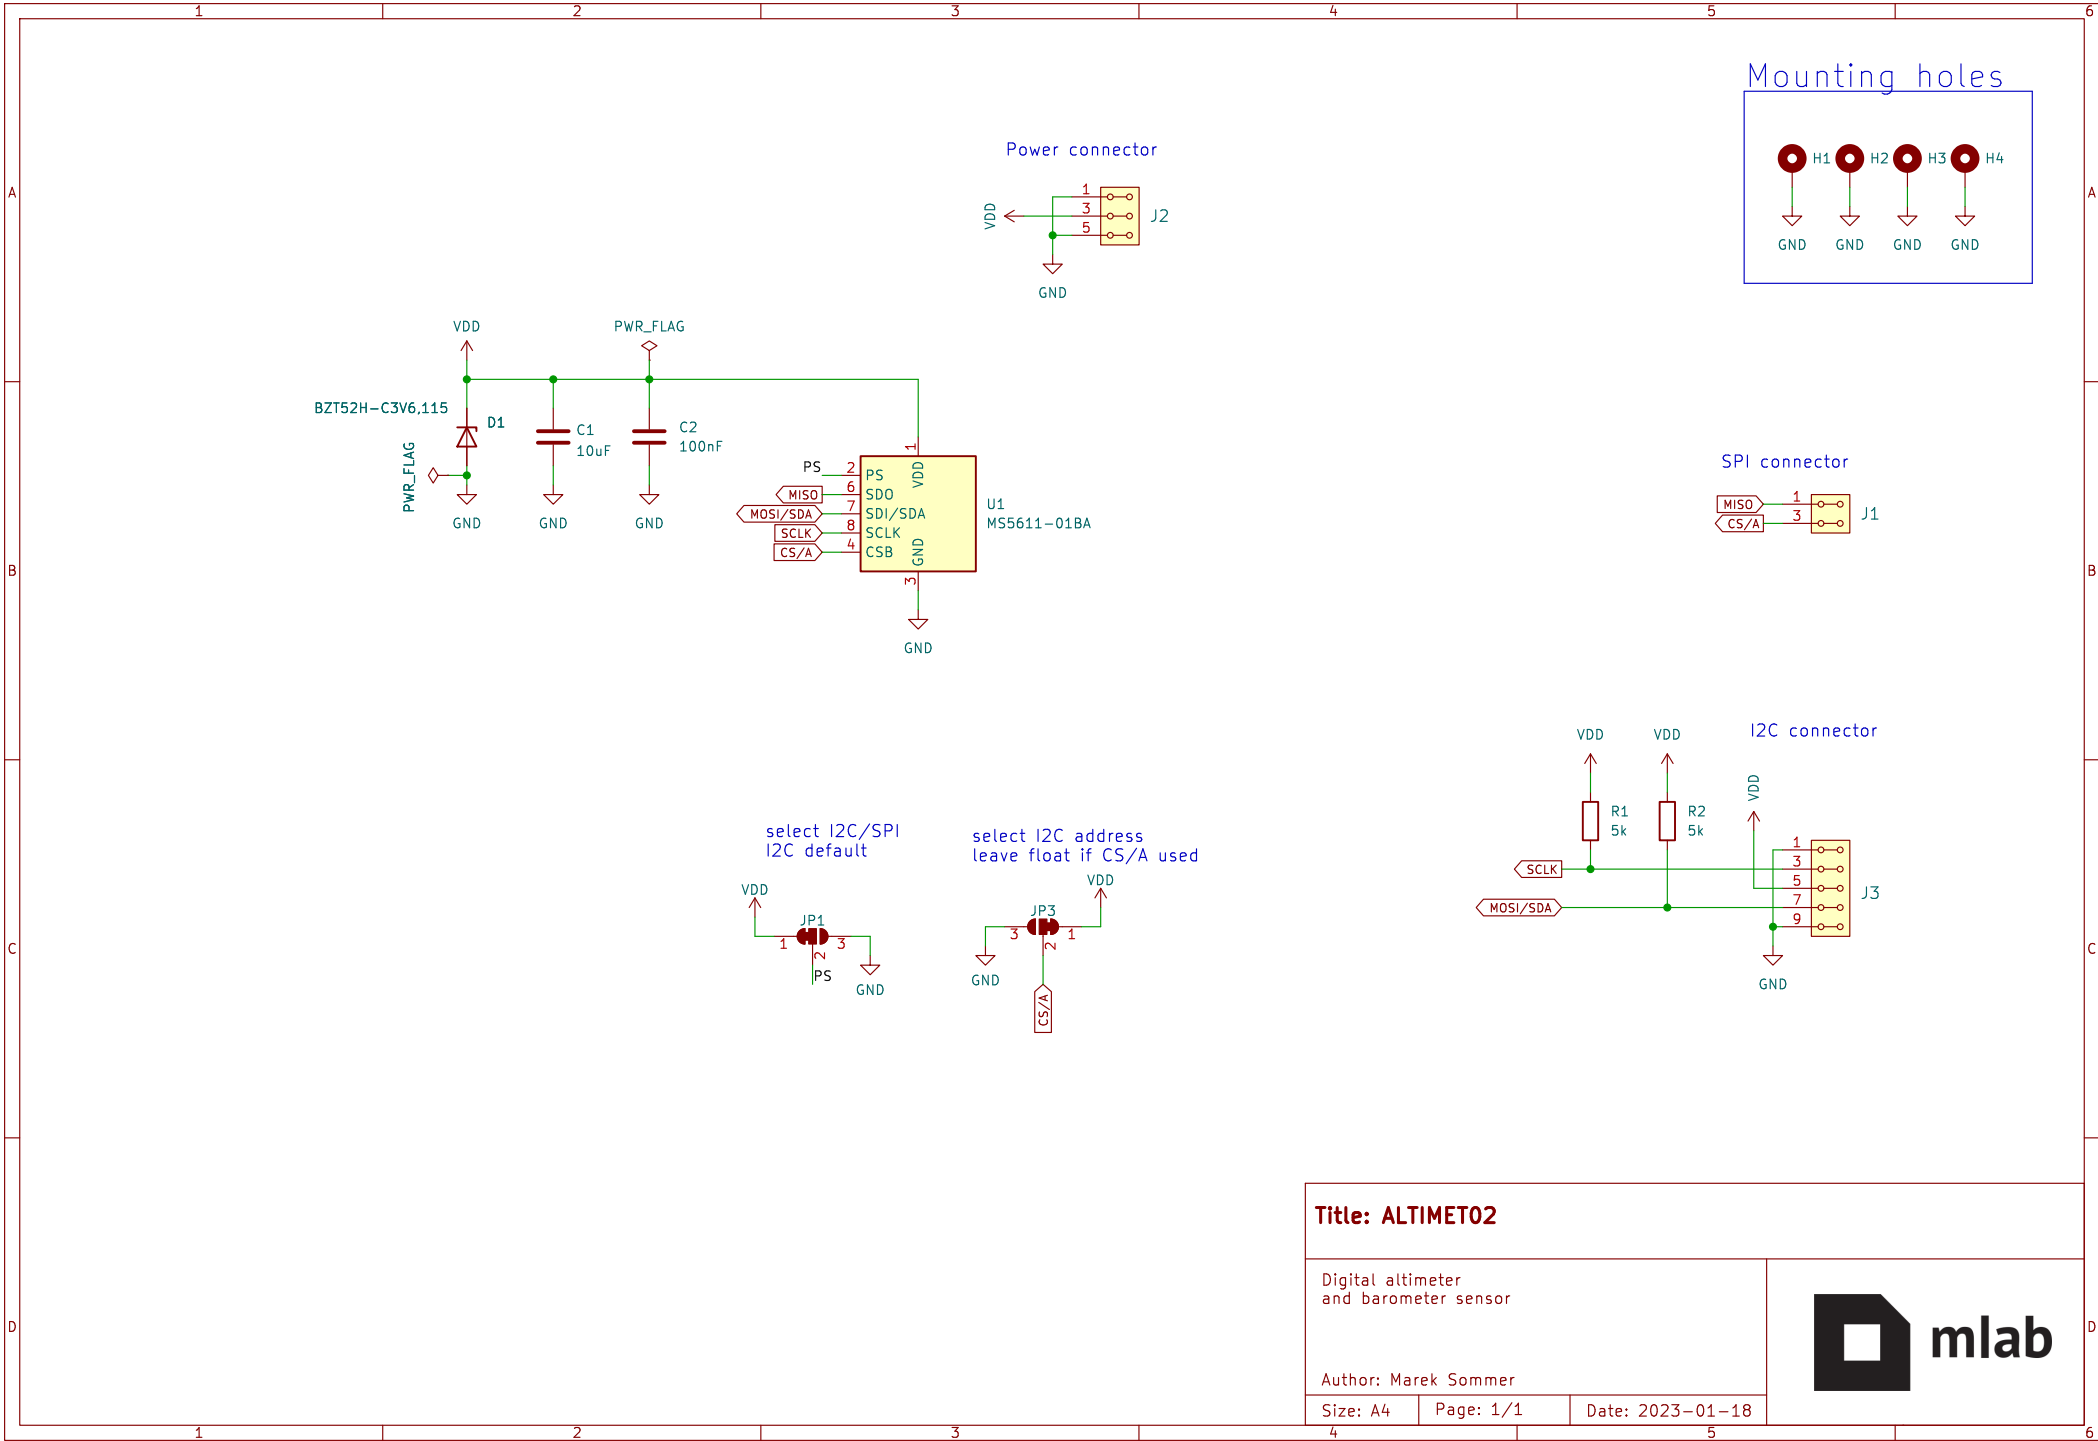 1 2 3 4 5 6
Mounting holes
H1 H2 H3 H4
GND GND GND GND
Power connector
A A
VDD
1
3
5
J2
GND
VDD
PWR_FLAG
BZT52H-C3V6,115
D1
PWR_FLAG
C1
10uF
C2
100nF
GND GND GND
PS
MISO
MOSI/SDA
SCLK
CS/A
2 PS
6 SDO
7 SDI/SDA
8 SCLK
4 CSB
1 VDD
3 GND
U1
MS5611-01BA
GND
SPI connector
MISO 1
CS/A 3
J1
B B
I2C connector
VDD VDD
VDD
R1
5k
R2
5k
SCLK
MOSI/SDA
1
3
5
7
9
J3
GND
select I2C/SPI
I2C default
VDD
JP1
1 2 3
PS
GND
select I2C address
leave float if CS/A used
VDD
JP3
3 2 1
GND
CS/A
C C
Title: ALTIMET02
Digital altimeter
and barometer sensor
Author: Marek Sommer
Size: A4 Page: 1/1 Date: 2023-01-18
mlab
D D
1 2 3 4 5 6